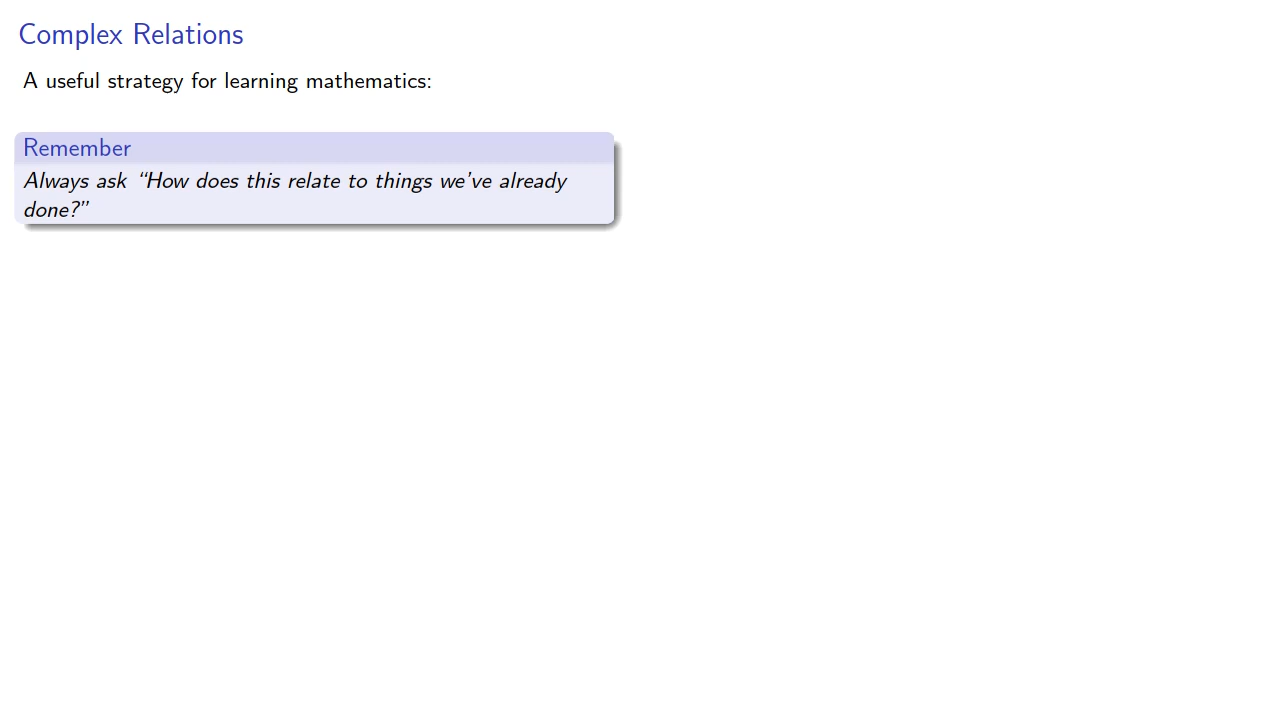 Complex Relations
A useful strategy for learning mathematics:
Remember
Always ask “How does this relate to things we’ve already
done?”